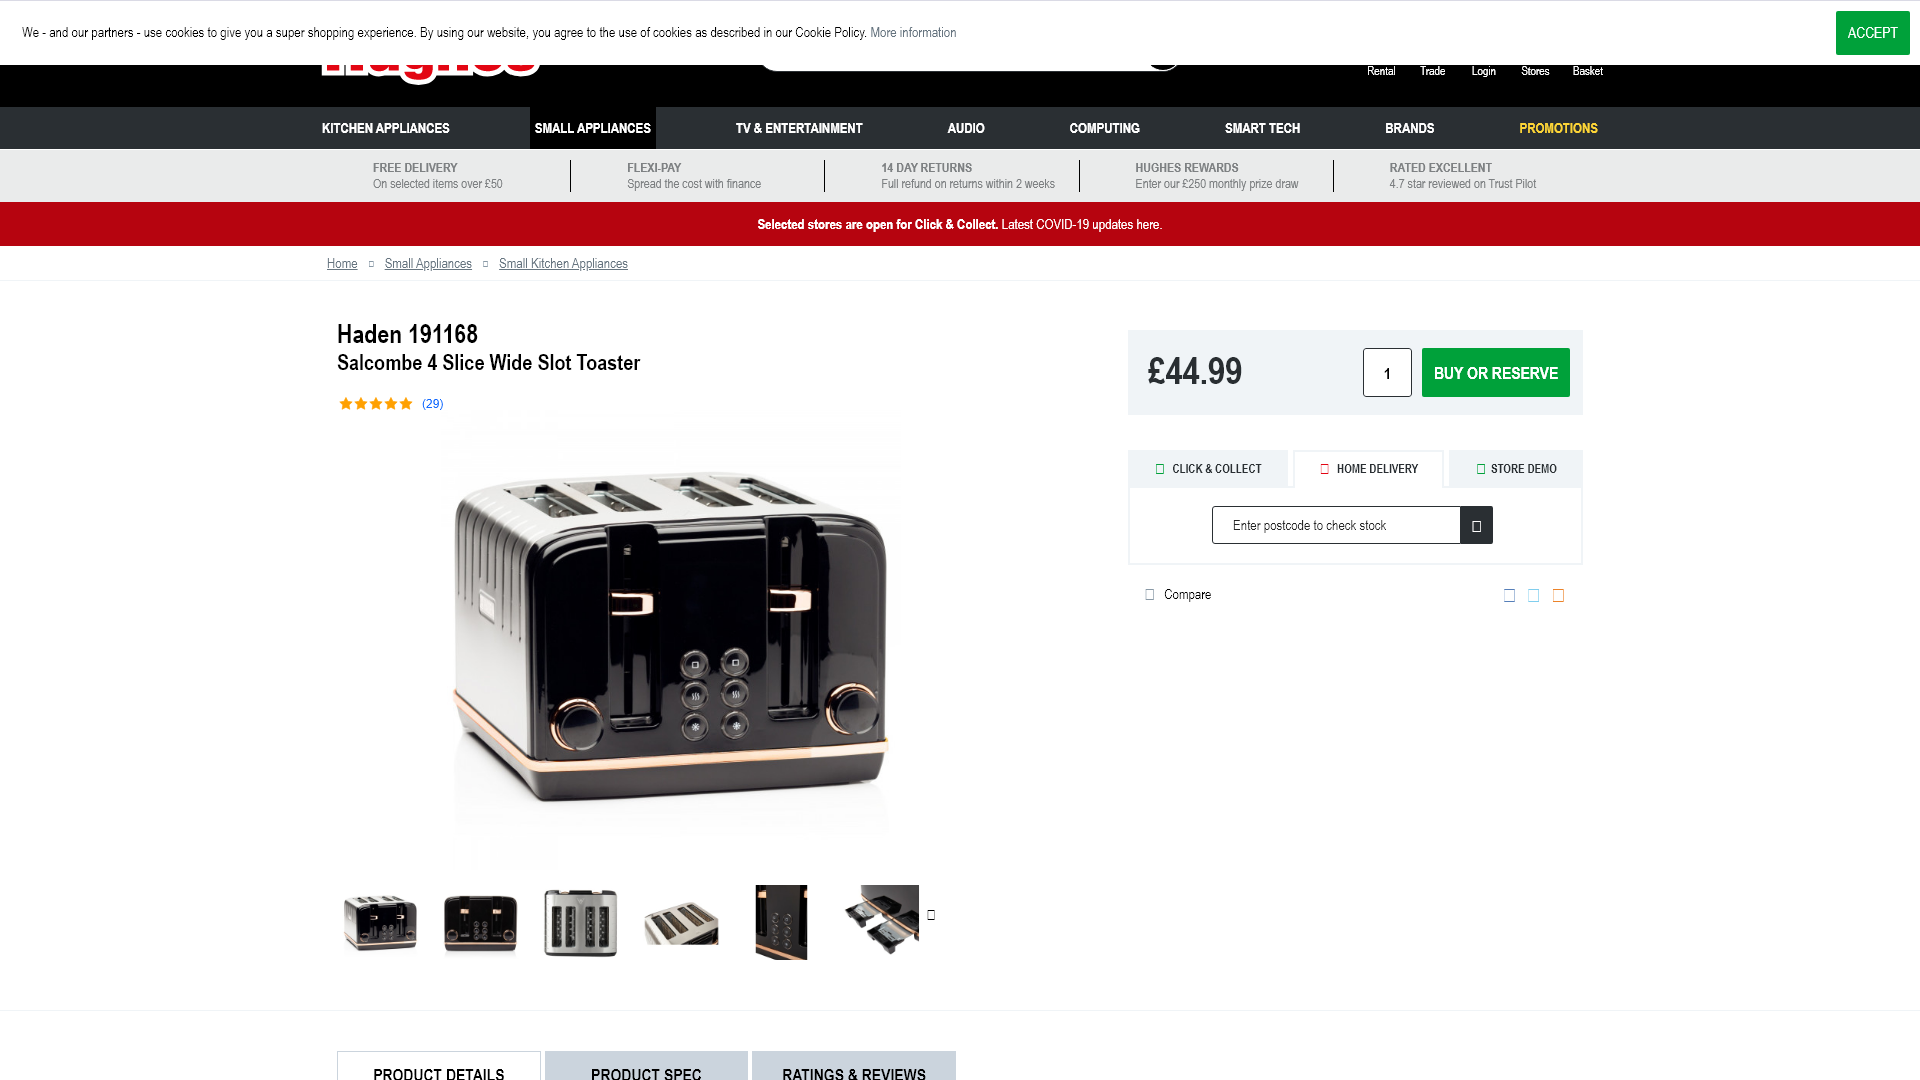 We - and our partners - use cookies to give you a super shopping experience. By using our website, you agree to the use of cookies as described in our Cookie Policy. More information
ACCEPT
Hughes
Rental Trade Login Stores Basket
KITCHEN APPLIANCES SMALL APPLIANCES TV & ENTERTAINMENT AUDIO COMPUTING SMART TECH BRANDS PROMOTIONS
FREE DELIVERY
On selected items over £50
FLEXI-PAY
Spread the cost with finance
14 DAY RETURNS
Full refund on returns within 2 weeks
HUGHES REWARDS
Enter our £250 monthly prize draw
RATED EXCELLENT
4.7 star reviewed on Trust Pilot
Selected stores are open for Click & Collect. Latest COVID-19 updates here.
Home Small Appliances Small Kitchen Appliances
Haden 191168
Salcombe 4 Slice Wide Slot Toaster
(29)
£44.99
1
BUY OR RESERVE
CLICK & COLLECT HOME DELIVERY STORE DEMO
Enter postcode to check stock
Compare
PRODUCT DETAILS PRODUCT SPEC RATINGS & REVIEWS